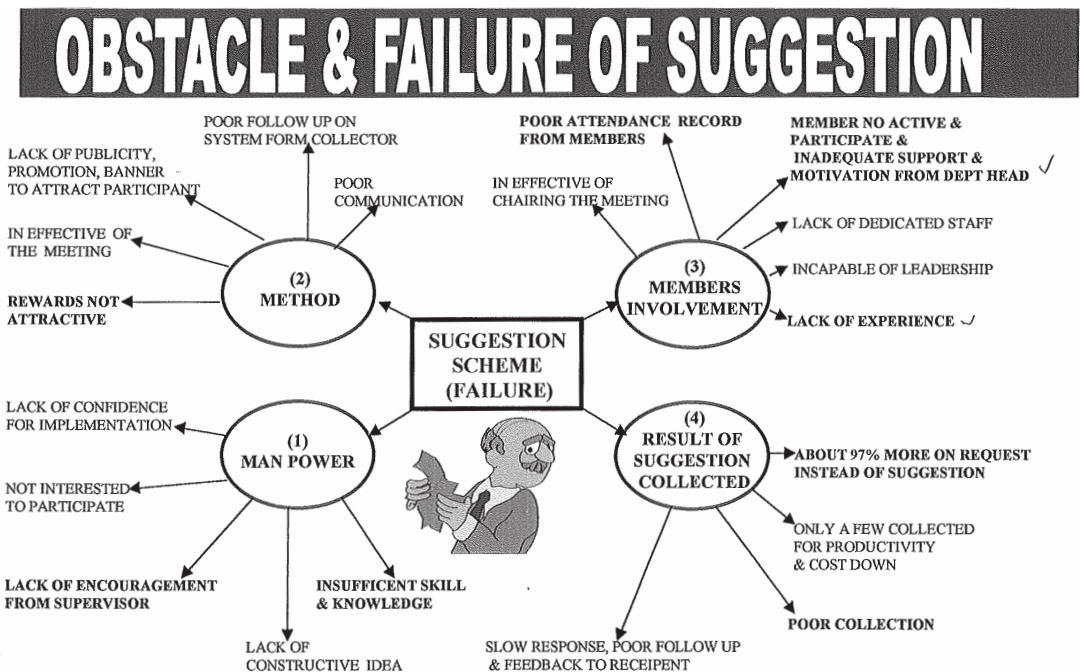 OBSTACLE & FAILURE OF SUGGESTION
POOR FOLLOW UP ON
SYSTEM FORM COLLECTOR
LACK OF PUBLICITY,
PROMOTION, BANNER
TO ATTRACT PARTICIPANT
POOR
COMMUNICATION
IN EFFECTIVE OF
THE MEETING
REWARDS NOT
ATTRACTIVE
(2)
METHOD
POOR ATTENDANCE RECORD
FROM MEMBERS
IN EFFECTIVE OF
CHAIRING THE MEETING
MEMBER NO ACTIVE &
PARTICIPATE &
INADEQUATE SUPPORT &
MOTIVATION FROM DEPT HEAD
LACK OF DEDICATED STAFF
INCAPABLE OF LEADERSHIP
LACK OF EXPERIENCE
(3)
MEMBERS
INVOLVEMENT
SUGGESTION
SCHEME
(FAILURE)
LACK OF CONFIDENCE
FOR IMPLEMENTATION
NOT INTERESTED
TO PARTICIPATE
(1)
MAN POWER
LACK OF ENCOURAGEMENT
FROM SUPERVISOR
INSUFFICIENT SKILL
& KNOWLEDGE
LACK OF
CONSTRUCTIVE IDEA
(4)
RESULT OF
SUGGESTION
COLLECTED
ABOUT 97% MORE ON REQUEST
INSTEAD OF SUGGESTION
ONLY A FEW COLLECTED
FOR PRODUCTIVITY
& COST DOWN
POOR COLLECTION
SLOW RESPONSE, POOR FOLLOW UP
& FEEDBACK TO RECEIPENT